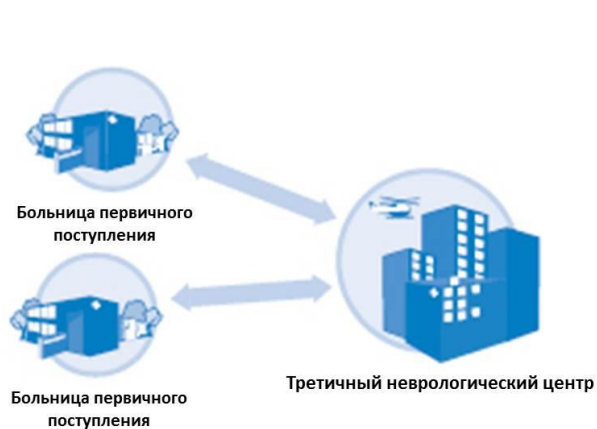 Больница первичного
поступления
Больница первичного
поступления
Третичный неврологический центр